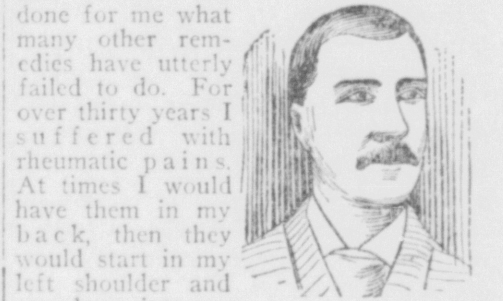 done for me what
many other rem-
edies have utterly
failed to do. For
over thirty years I
suffered with
rheumatic pains.
At times I would
have them in my
back, then they
would start in my
left shoulder and